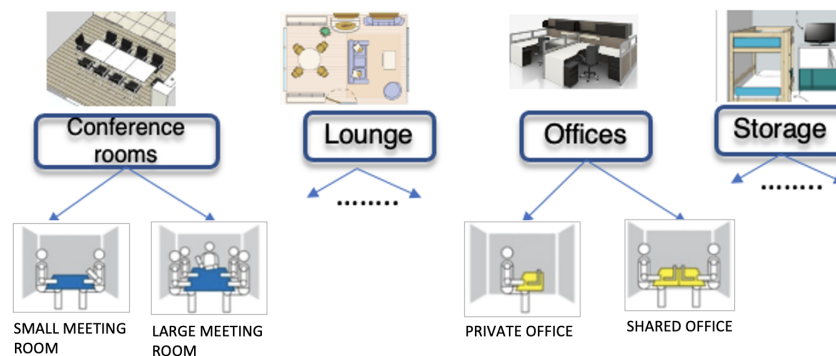 Conference
rooms
Lounge
Offices
Storage
........
........
SMALL MEETING
ROOM
LARGE MEETING
ROOM
PRIVATE OFFICE
SHARED OFFICE